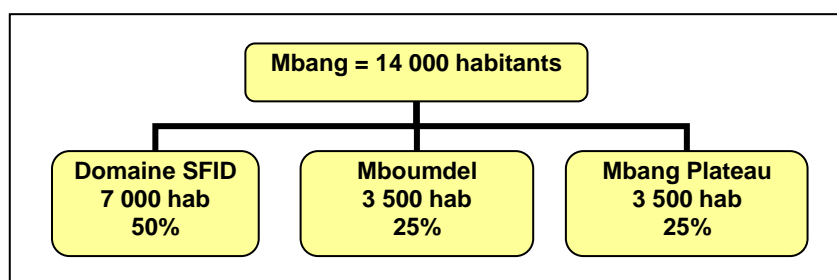 Mbang = 14 000 habitants
Domaine SFID
7 000 hab
50%
Mboumdel
3 500 hab
25%
Mbang Plateau
3 500 hab
25%